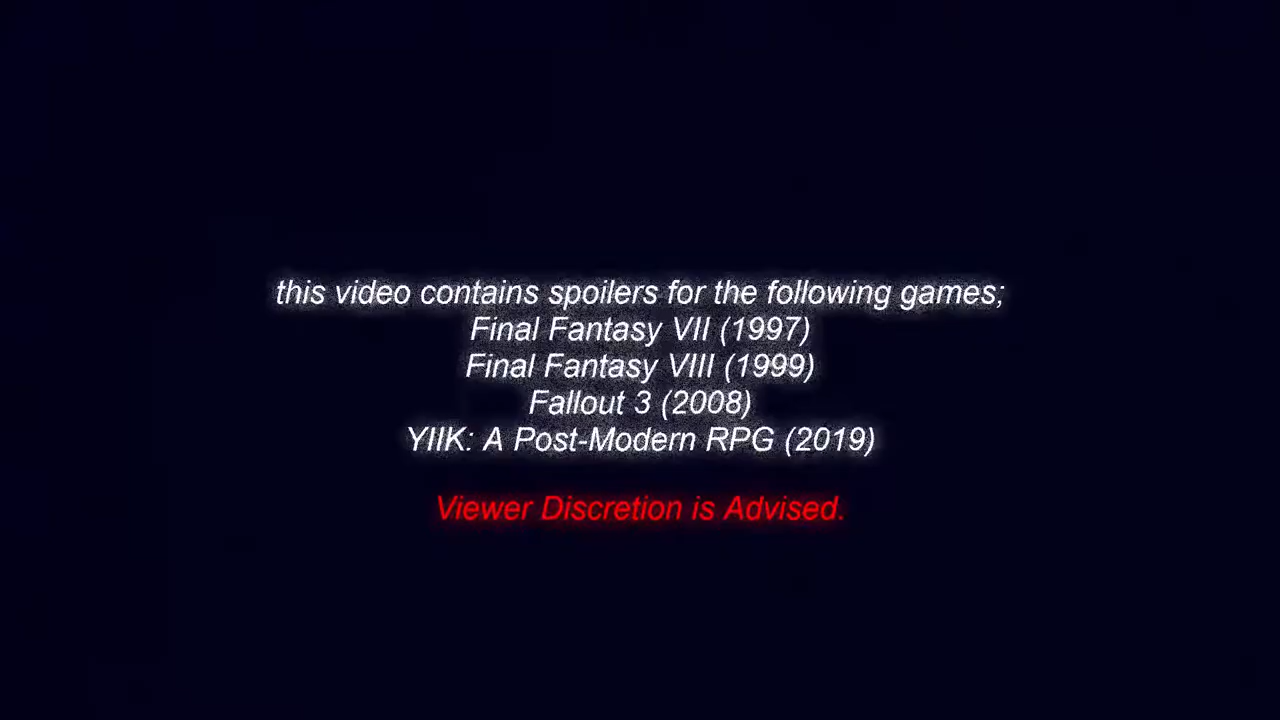 this video contains spoilers for the following games;
Final Fantasy VII (1997)
Final Fantasy VIII (1999)
Fallout 3 (2008)
YIIK: A Post-Modern RPG (2019)
Viewer Discretion is Advised.